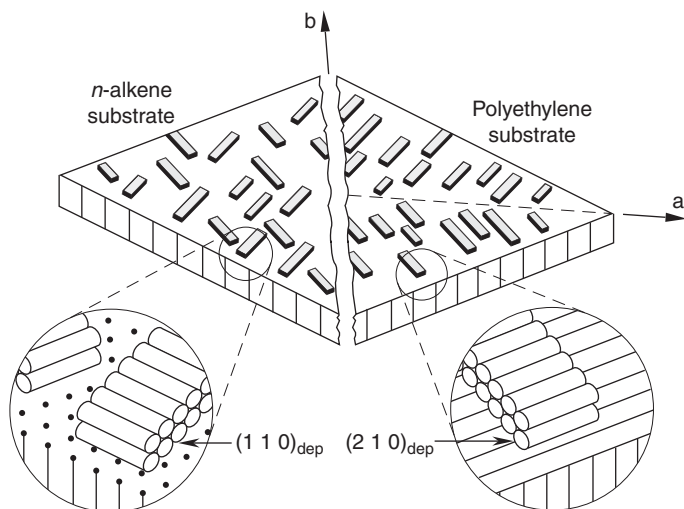 b
n-alkene
substrate
Polyethylene
substrate
a
(1 1 0)dep
(2 1 0)dep